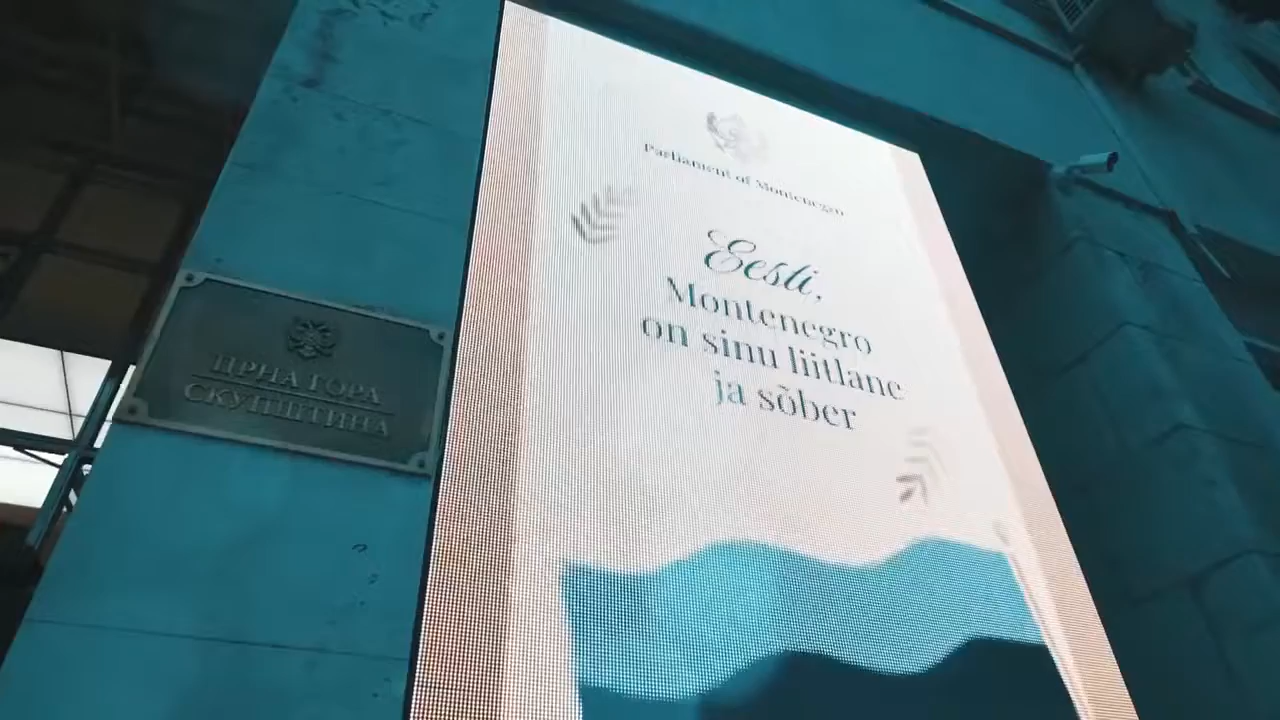 Parliament of Montenegro
Eesti,
Montenegro
on sinu liitlane
ja sõber
ЦРНА ГОРА
СКУПШТИНА